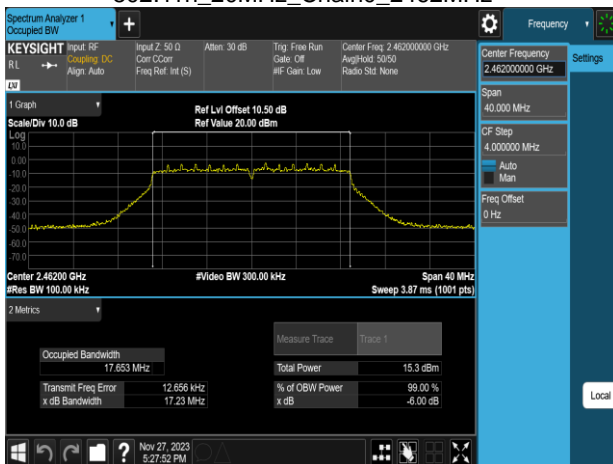 Spectrum Analyzer 1
Occupied BW
+
Frequency
KEYSIGHT
RL
LXI
Input: RF
Coupling: DC
Align: Auto
Input Z: 50 Ω
Corr CCorr
Freq Ref: Int (S)
Atten: 30 dB
Trig: Free Run
Gate: Off
#IF Gain: Low
Center Freq: 2.462000000 GHz
Avg|Hold: 50/50
Radio Std: None
Center Frequency
2.462000000 GHz
Settings
Span
40.000 MHz
CF Step
4.000000 MHz
Auto
Man
Freq Offset
0 Hz
Local
1 Graph
Scale/Div 10.0 dB
Ref Lvl Offset 10.50 dB
Ref Value 20.00 dBm
Log
10.0
0.00
-10.0
-20.0
-30.0
-40.0
-50.0
-60.0
-70.0
Center 2.46200 GHz
#Res BW 100.00 kHz
#Video BW 300.00 kHz
Span 40 MHz
Sweep 3.87 ms (1001 pts)
2 Metrics
Measure Trace
Trace 1
Occupied Bandwidth
17.653 MHz
Total Power
15.3 dBm
Transmit Freq Error
12.656 kHz
% of OBW Power
99.00 %
x dB Bandwidth
17.23 MHz
x dB
-6.00 dB
?
Nov 27, 2023
5:27:52 PM